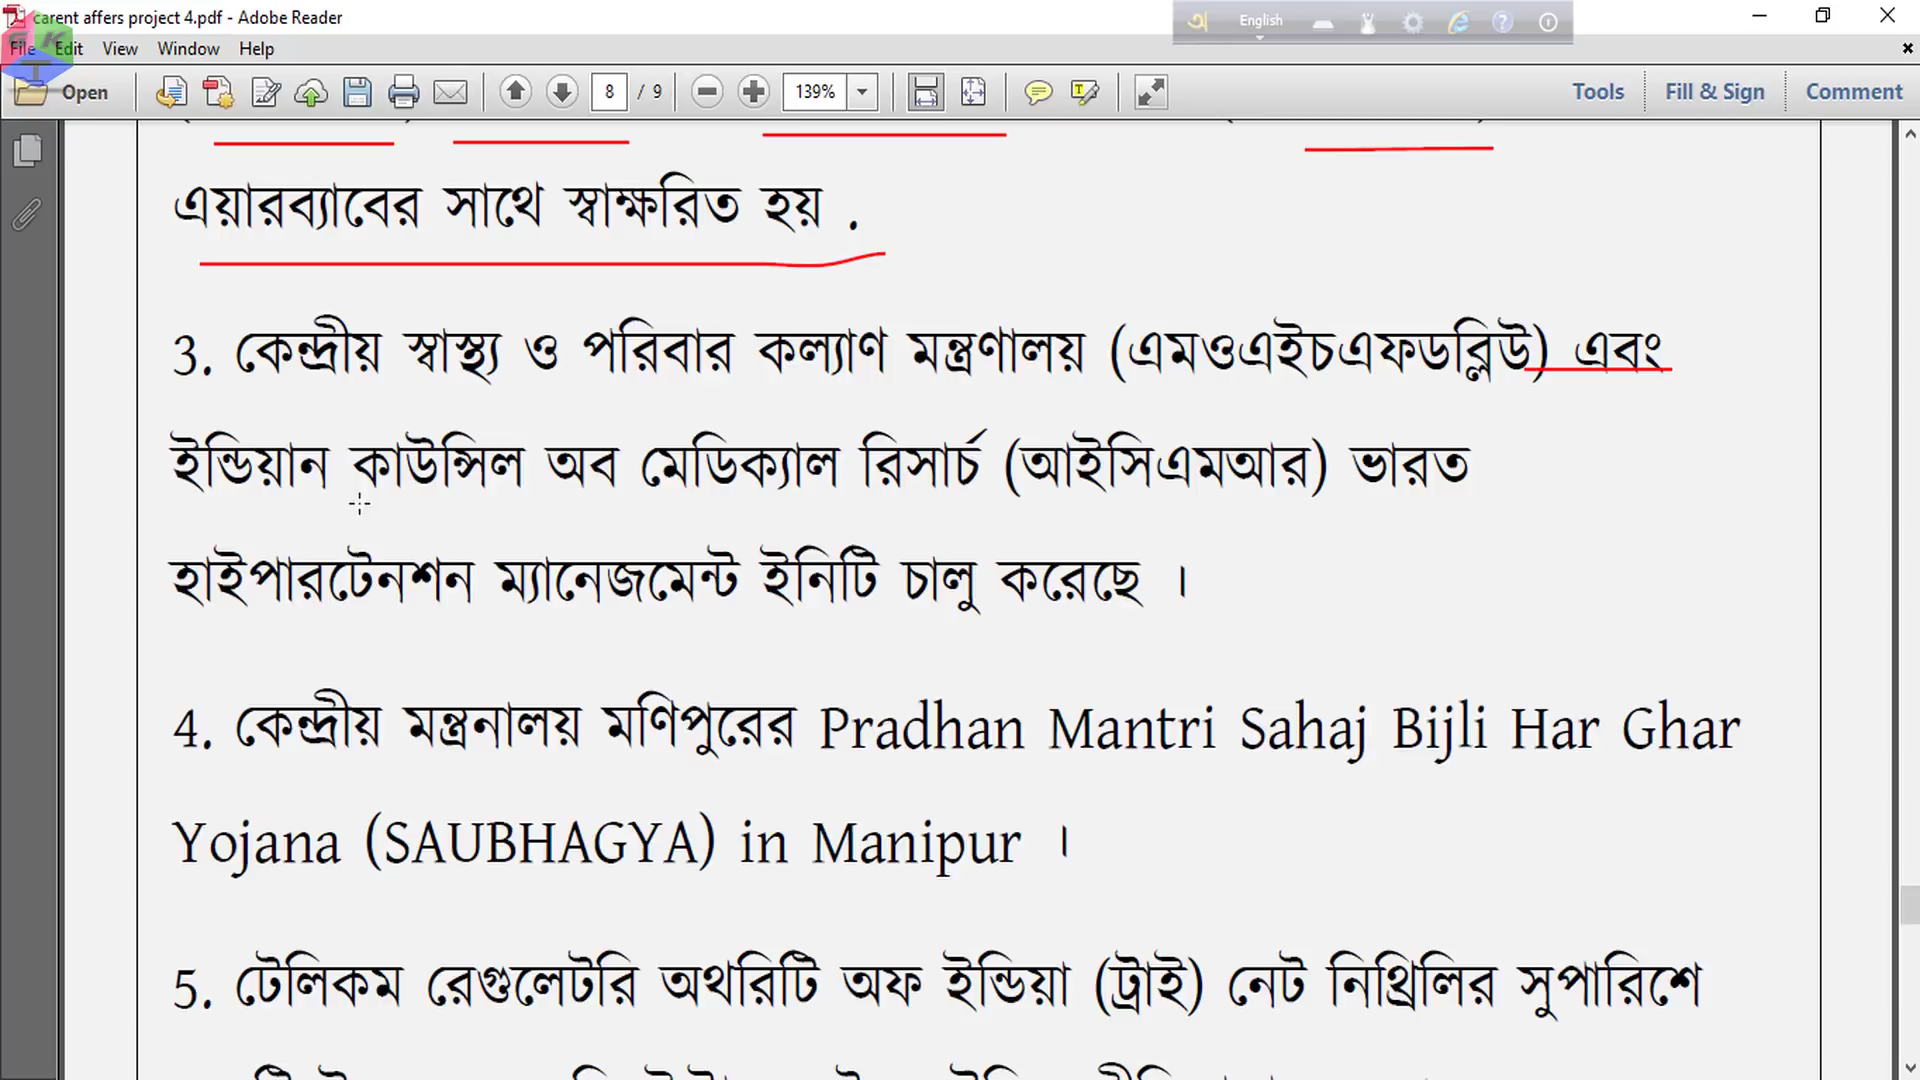 carent affers project 4.pdf - Adobe Reader
English
File Edit View Window Help
Open 8 / 9 139% Tools Fill & Sign Comment
এয়ারব্যাবের সাথে স্বাক্ষরিত হয় .
3. কেন্দ্রীয় স্বাস্থ্য ও পরিবার কল্যাণ মন্ত্রণালয় (এমওএইচএফডব্লিউ) এবং
ইন্ডিয়ান কাউন্সিল অব মেডিক্যাল রিসার্চ (আইসিএমআর) ভারত
হাইপারটেনশন ম্যানেজমেন্ট ইনিটি চালু করেছে ।
4. কেন্দ্রীয় মন্ত্রনালয় মণিপুরের Pradhan Mantri Sahaj Bijli Har Ghar
Yojana (SAUBHAGYA) in Manipur ।
5. টেলিকম রেগুলেটরি অথরিটি অফ ইন্ডিয়া (ট্রাই) নেট নিথ্রিলির সুপারিশে